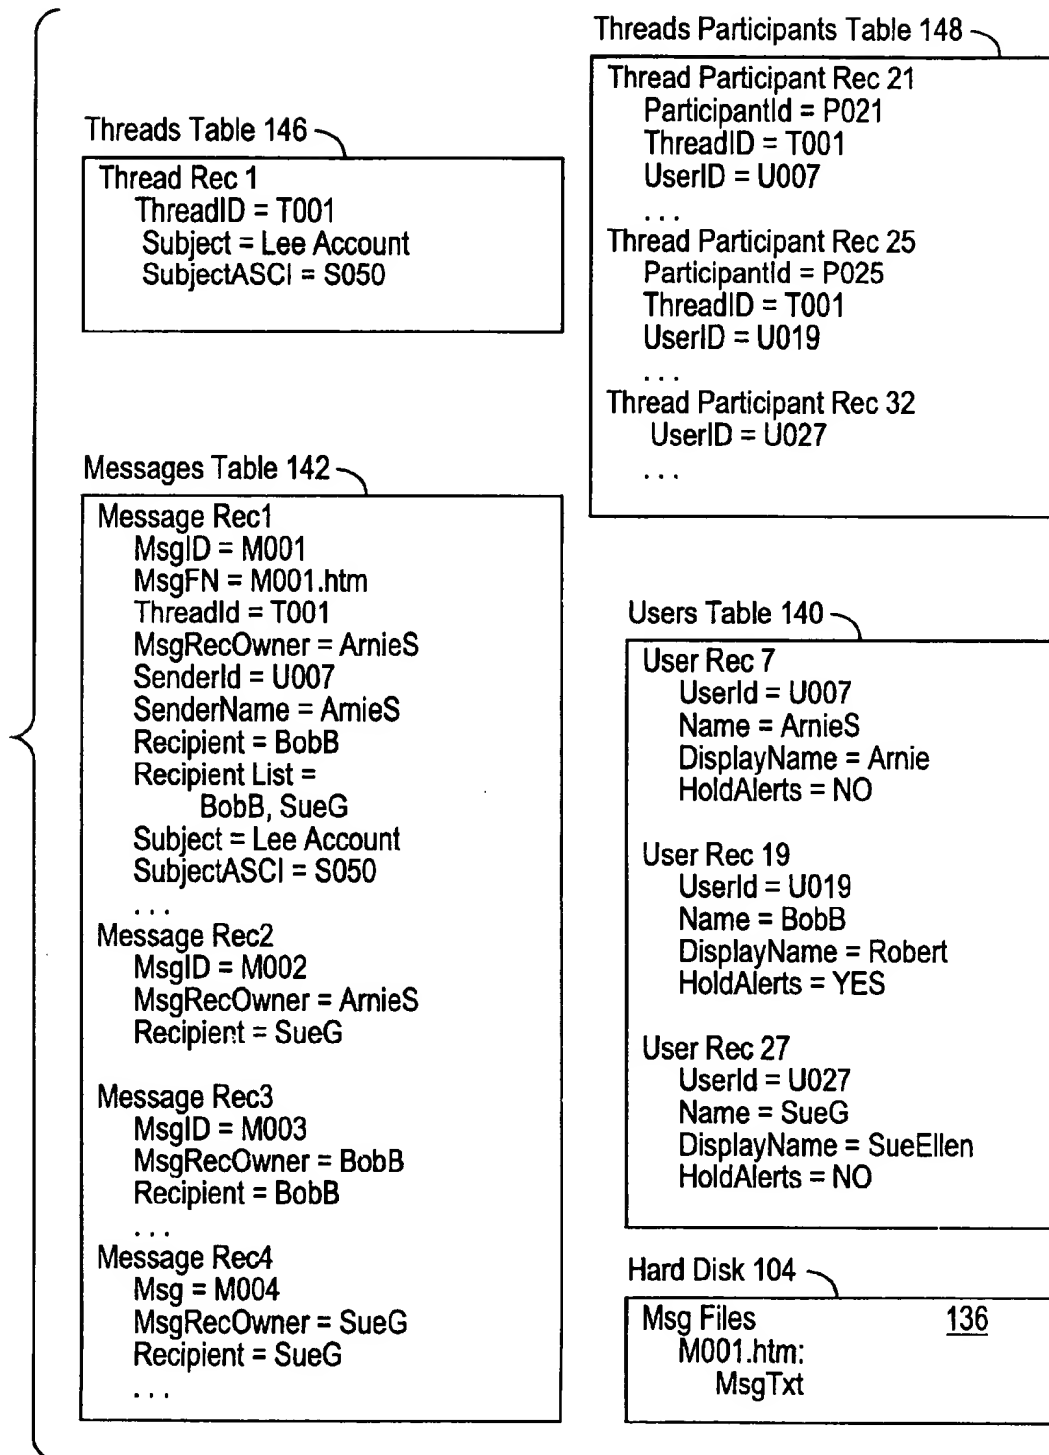 Threads Participants Table 148
Thread Participant Rec 21
ParticipantId = P021
ThreadID = T001
UserID = U007
...
Thread Participant Rec 25
ParticipantId = P025
ThreadID = T001
UserID = U019
...
Thread Participant Rec 32
UserID = U027
...
Threads Table 146
Thread Rec 1
ThreadID = T001
Subject = Lee Account
SubjectASCI = S050
Messages Table 142
Message Rec1
MsgID = M001
MsgFN = M001.htm
ThreadId = T001
MsgRecOwner = ArnieS
SenderId = U007
SenderName = ArnieS
Recipient = BobB
Recipient List =
BobB, SueG
Subject = Lee Account
SubjectASCI = S050
...
Message Rec2
MsgID = M002
MsgRecOwner = ArnieS
Recipient = SueG
Message Rec3
MsgID = M003
MsgRecOwner = BobB
Recipient = BobB
...
Message Rec4
Msg = M004
MsgRecOwner = SueG
Recipient = SueG
...
Users Table 140
User Rec 7
UserId = U007
Name = ArnieS
DisplayName = Arnie
HoldAlerts = NO
User Rec 19
UserId = U019
Name = BobB
DisplayName = Robert
HoldAlerts = YES
User Rec 27
UserId = U027
Name = SueG
DisplayName = SueEllen
HoldAlerts = NO
Hard Disk 104
Msg Files 136
M001.htm:
MsgTxt